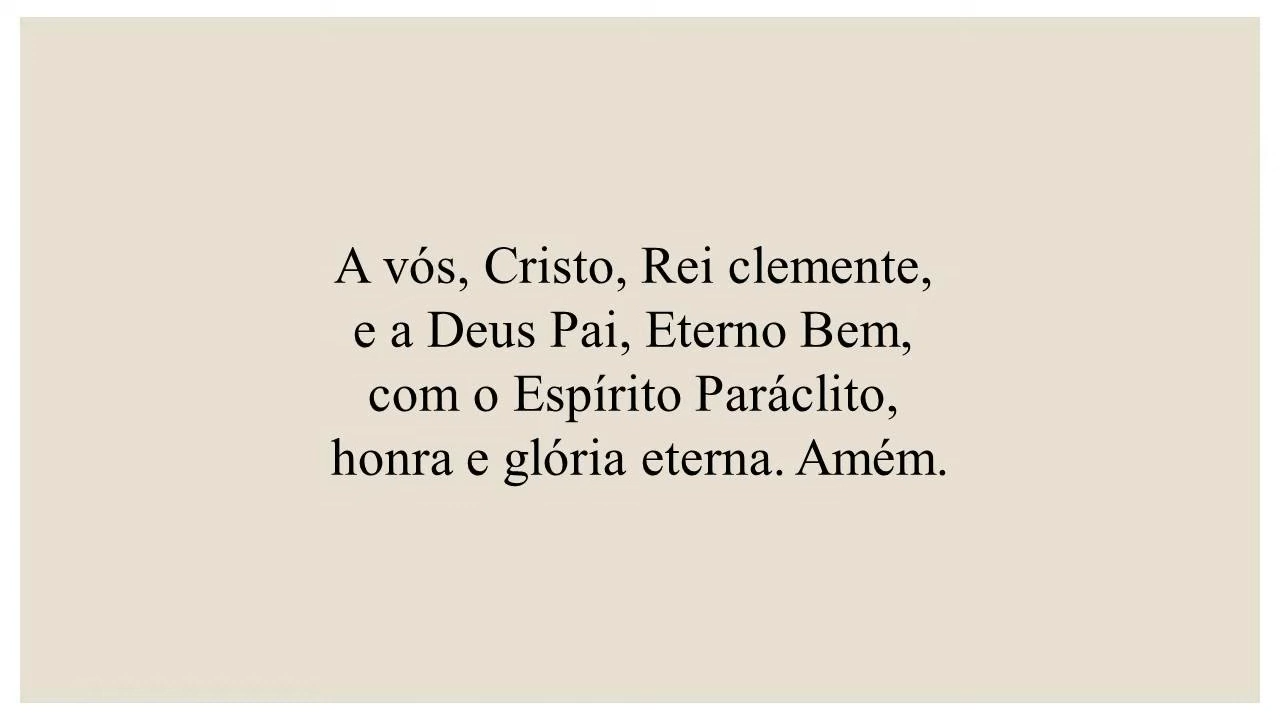 A vós, Cristo, Rei clemente,
e a Deus Pai, Eterno Bem,
com o Espírito Paráclito,
honra e glória eterna. Amém.